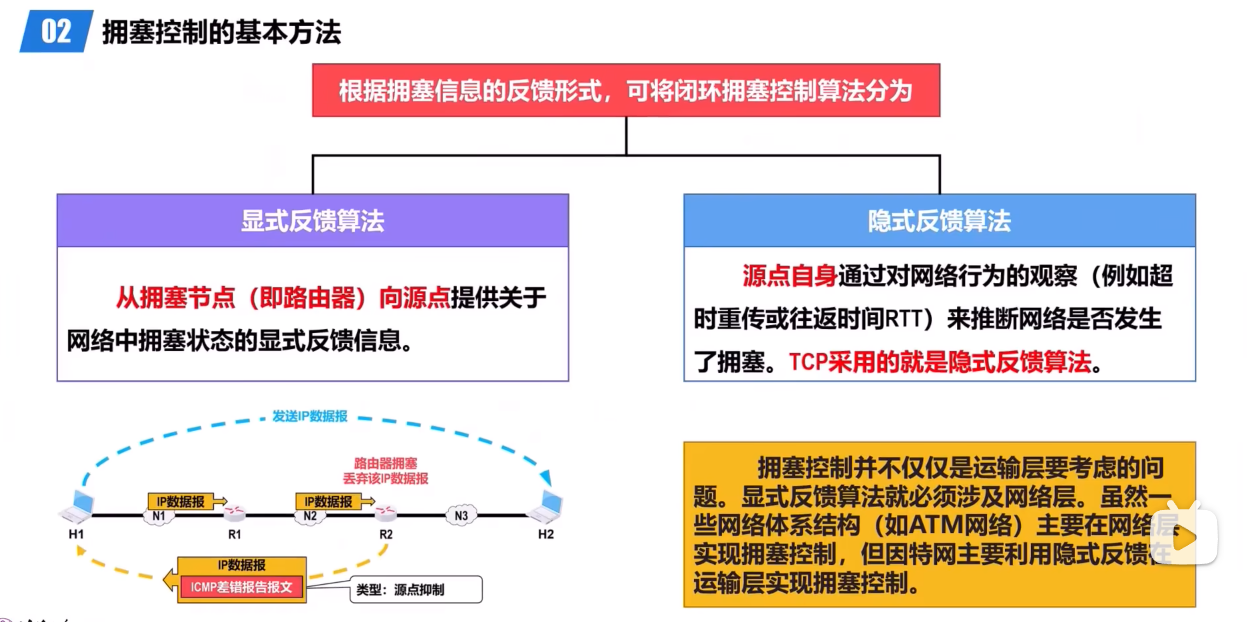 02 拥塞控制的基本方法
根据拥塞信息的反馈形式，可将闭环拥塞控制算法分为
显式反馈算法
从拥塞节点（即路由器）向源点提供关于
网络中拥塞状态的显式反馈信息。
隐式反馈算法
源点自身通过对网络行为的观察（例如超
时重传或往返时间RTT）来推断网络是否发生
了拥塞。TCP采用的就是隐式反馈算法。
发送IP数据报
路由器拥塞
丢弃该IP数据报
IP数据报
IP数据报
N1
N2
N3
H1
R1
R2
H2
IP数据报
ICMP差错报告报文
类型：源点抑制
拥塞控制并不仅仅是运输层要考虑的问
题。显式反馈算法就必须涉及网络层。虽然一
些网络体系结构（如ATM网络）主要在网络层
实现拥塞控制，但因特网主要利用隐式反馈在
运输层实现拥塞控制。